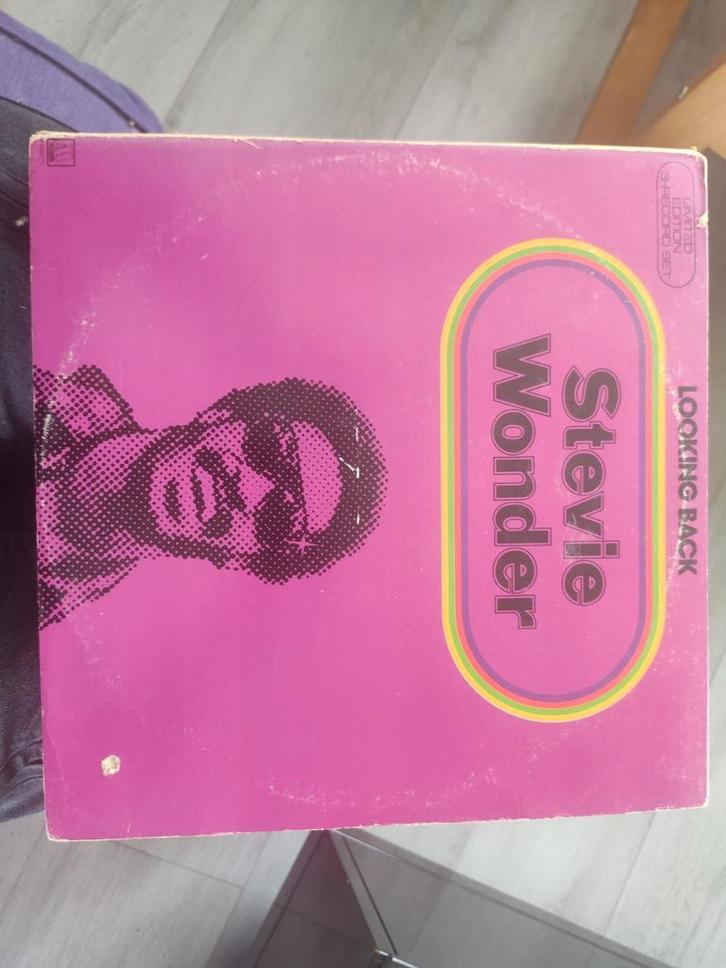 LIMITED
EDITION
3-RECORD SET
LOOKING BACK
Stevie
Wonder